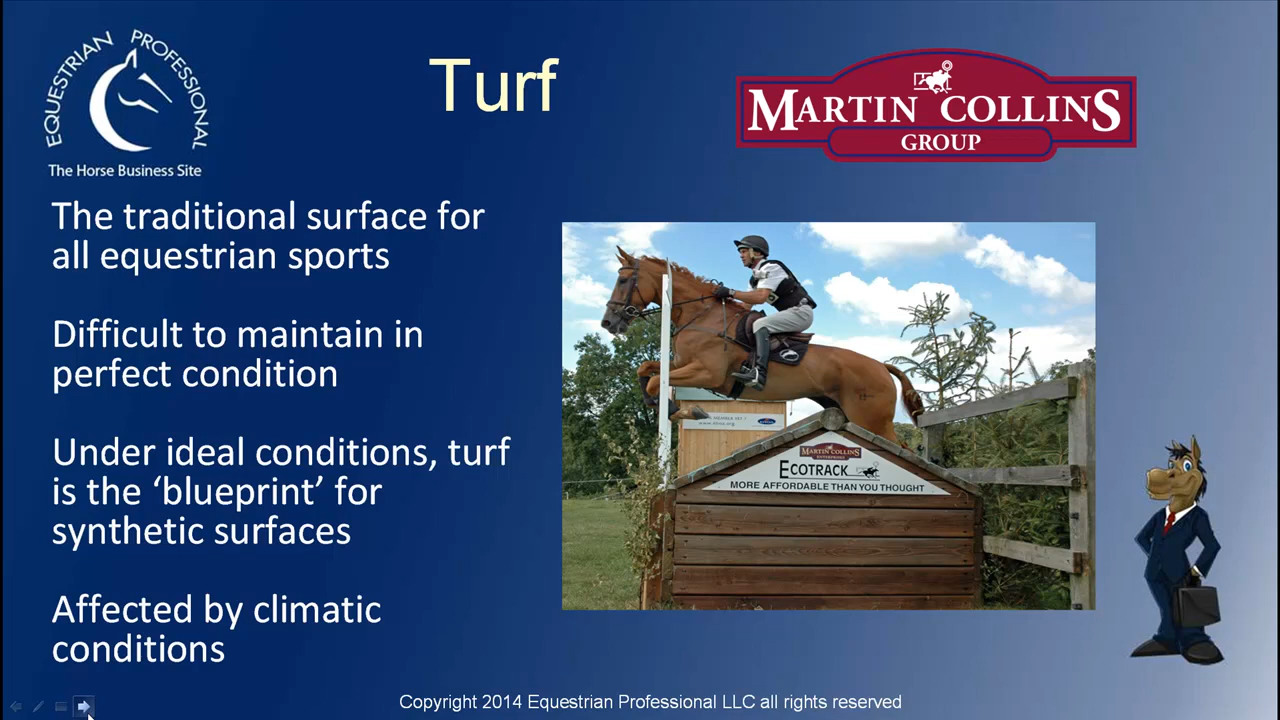 EQUESTRIAN PROFESSIONAL
The Horse Business Site
Turf
MARTIN COLLINS
GROUP
The traditional surface for
all equestrian sports
Difficult to maintain in
perfect condition
Under ideal conditions, turf
is the ‘blueprint’ for
synthetic surfaces
Affected by climatic
conditions
MARTIN COLLINS
ECOTRACK
MORE AFFORDABLE THAN YOU THOUGHT
Copyright 2014 Equestrian Professional LLC all rights reserved